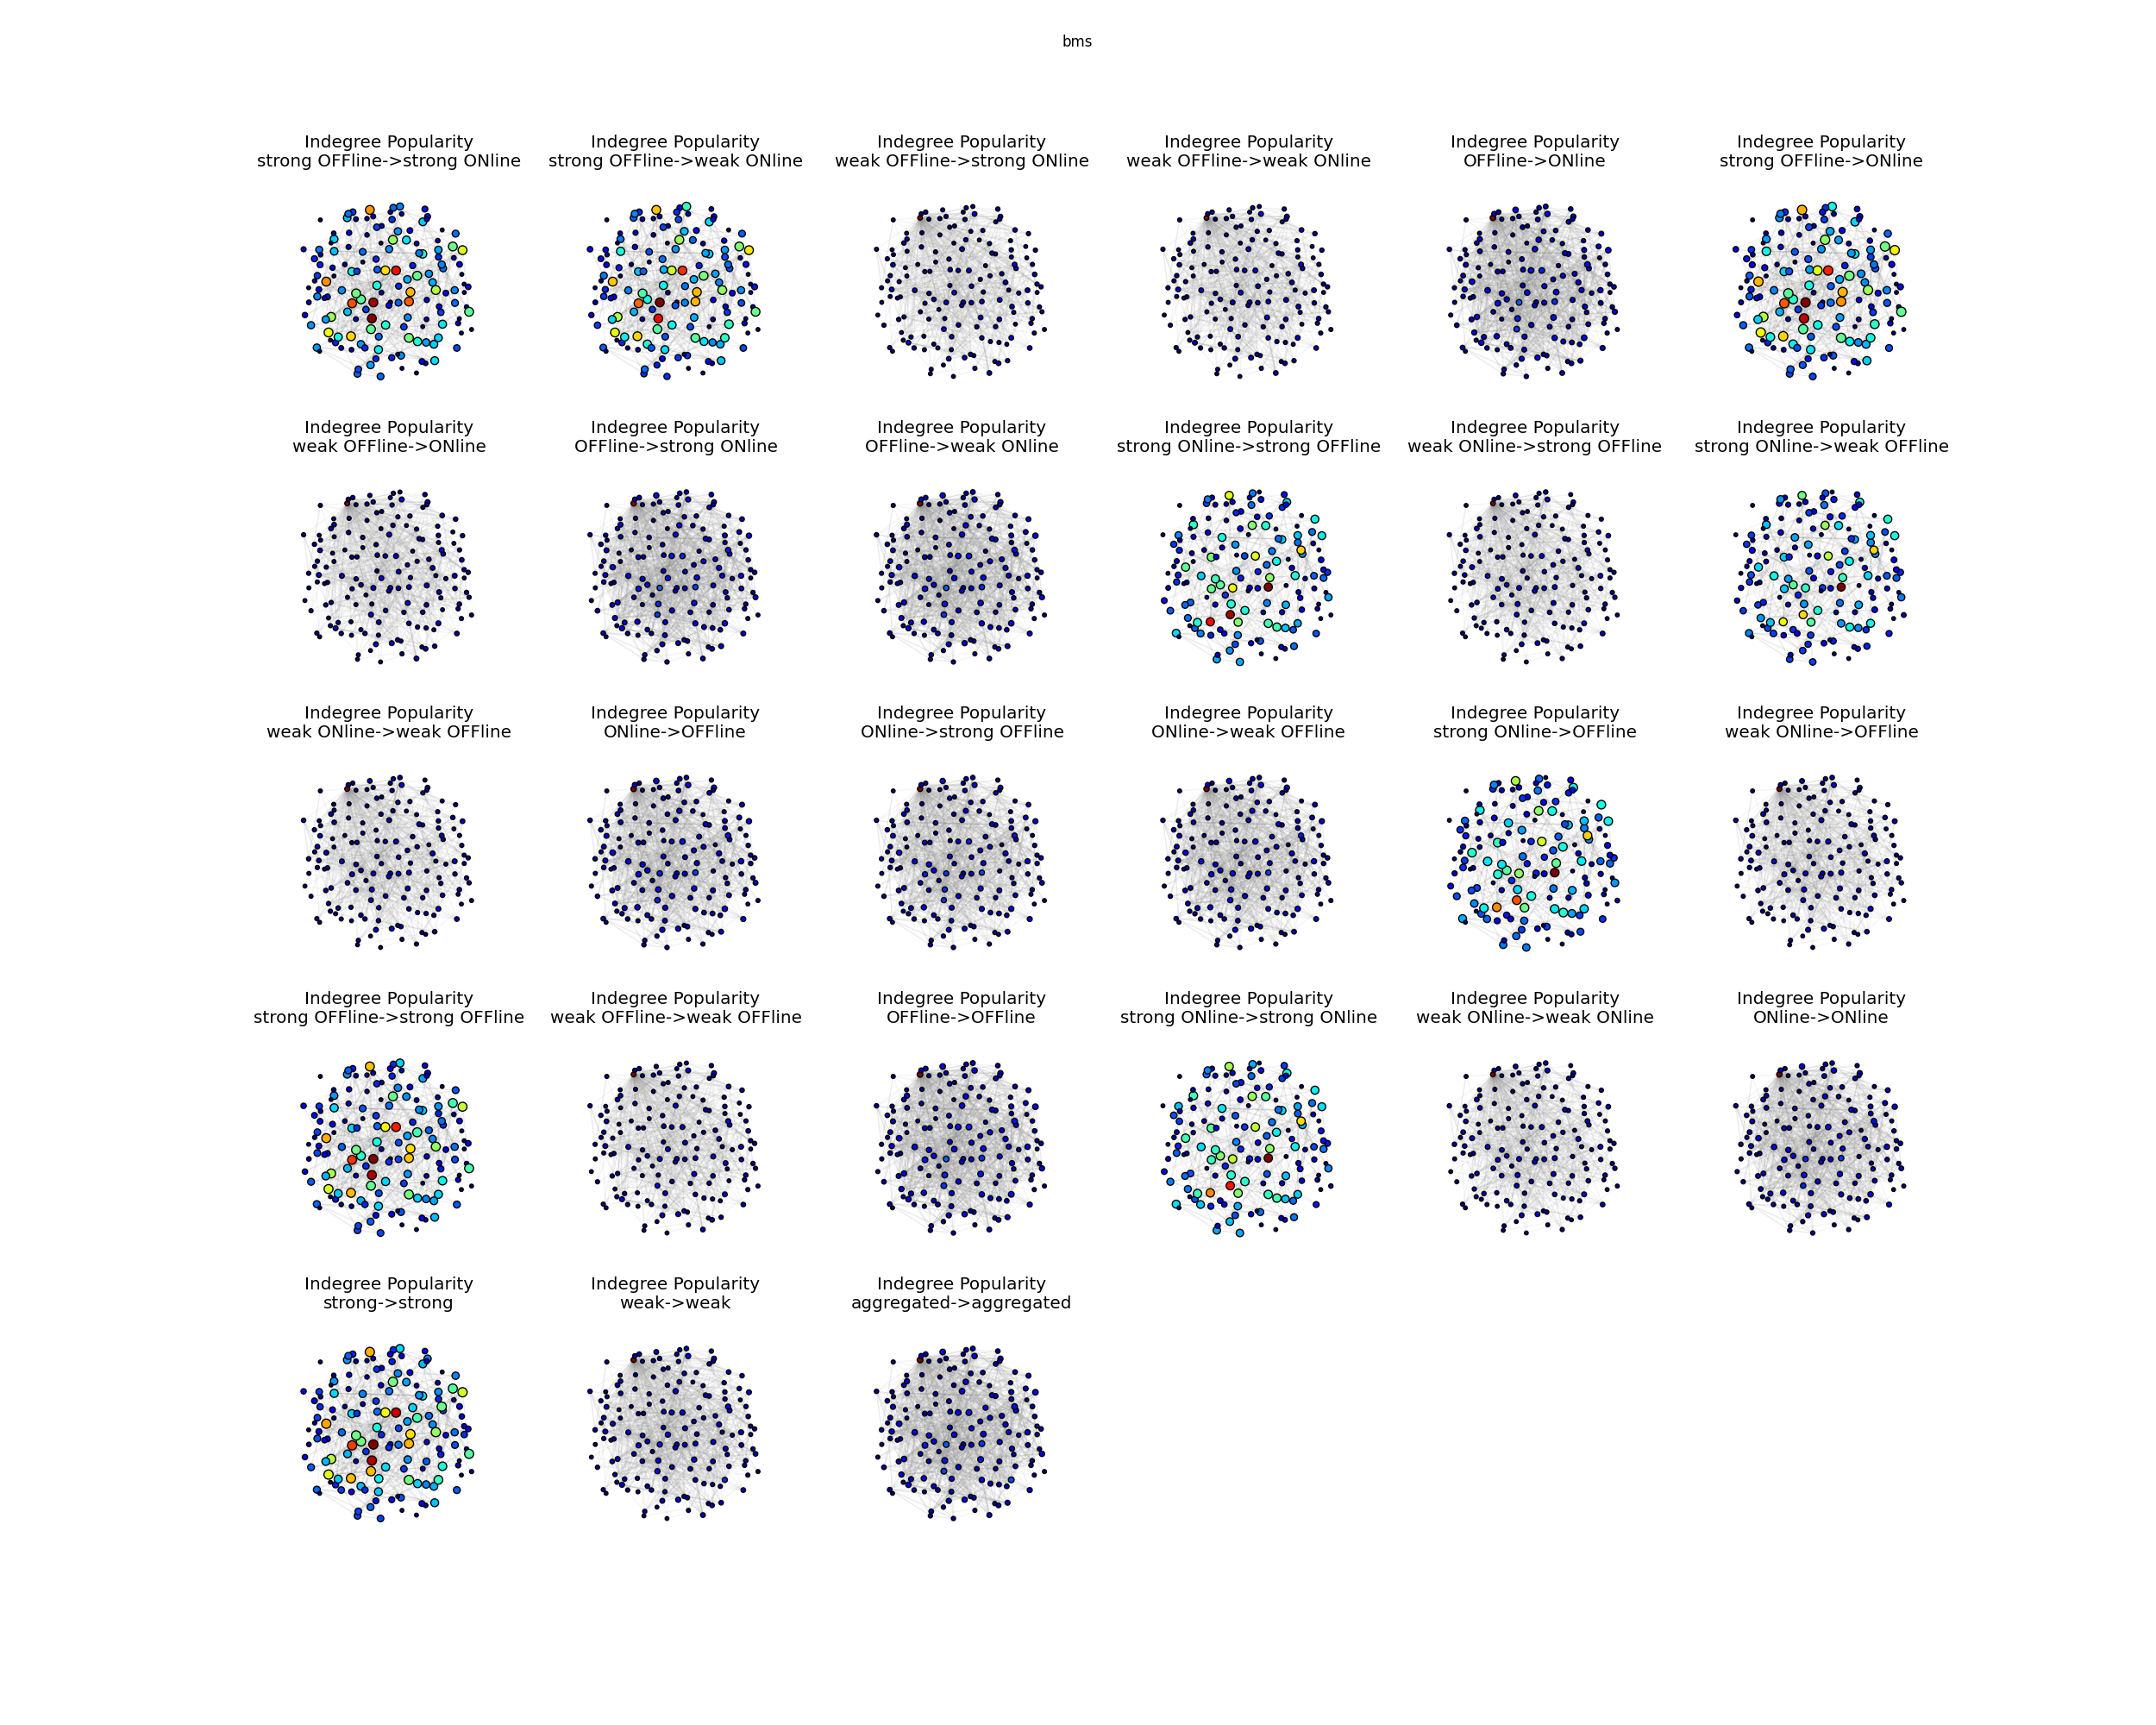 bms
Indegree Popularity
strong OFFline->strong ONline
Indegree Popularity
strong OFFline->weak ONline
Indegree Popularity
weak OFFline->strong ONline
Indegree Popularity
weak OFFline->weak ONline
Indegree Popularity
OFFline->ONline
Indegree Popularity
strong OFFline->ONline
Indegree Popularity
weak OFFline->ONline
Indegree Popularity
OFFline->strong ONline
Indegree Popularity
OFFline->weak ONline
Indegree Popularity
strong ONline->strong OFFline
Indegree Popularity
weak ONline->strong OFFline
Indegree Popularity
strong ONline->weak OFFline
Indegree Popularity
weak ONline->weak OFFline
Indegree Popularity
ONline->OFFline
Indegree Popularity
ONline->strong OFFline
Indegree Popularity
ONline->weak OFFline
Indegree Popularity
strong ONline->OFFline
Indegree Popularity
weak ONline->OFFline
Indegree Popularity
strong OFFline->strong OFFline
Indegree Popularity
weak OFFline->weak OFFline
Indegree Popularity
OFFline->OFFline
Indegree Popularity
strong ONline->strong ONline
Indegree Popularity
weak ONline->weak ONline
Indegree Popularity
ONline->ONline
Indegree Popularity
strong->strong
Indegree Popularity
weak->weak
Indegree Popularity
aggregated->aggregated